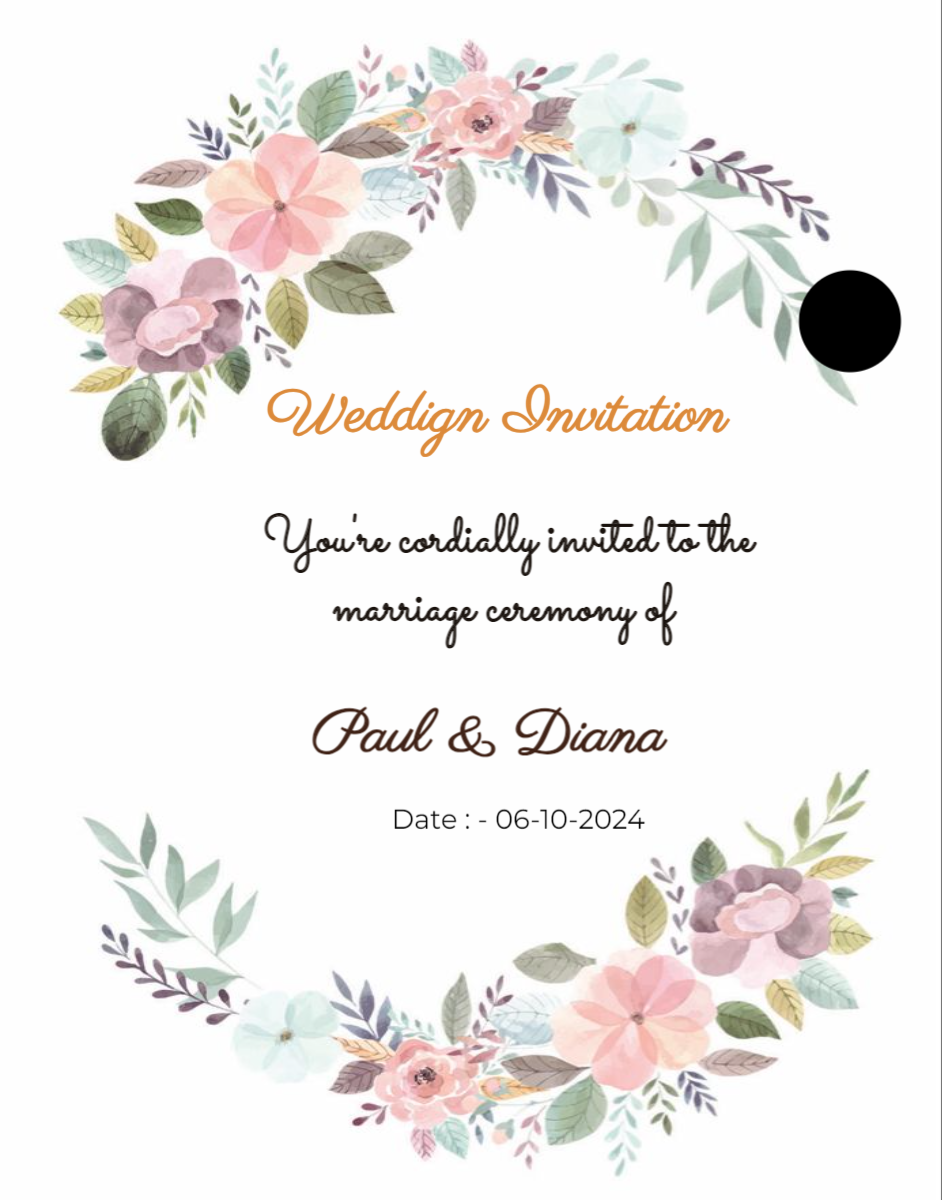 Weddign Invitation
You're cordially invited to the
marriage ceremony of
Paul & Diana
Date : - 06-10-2024